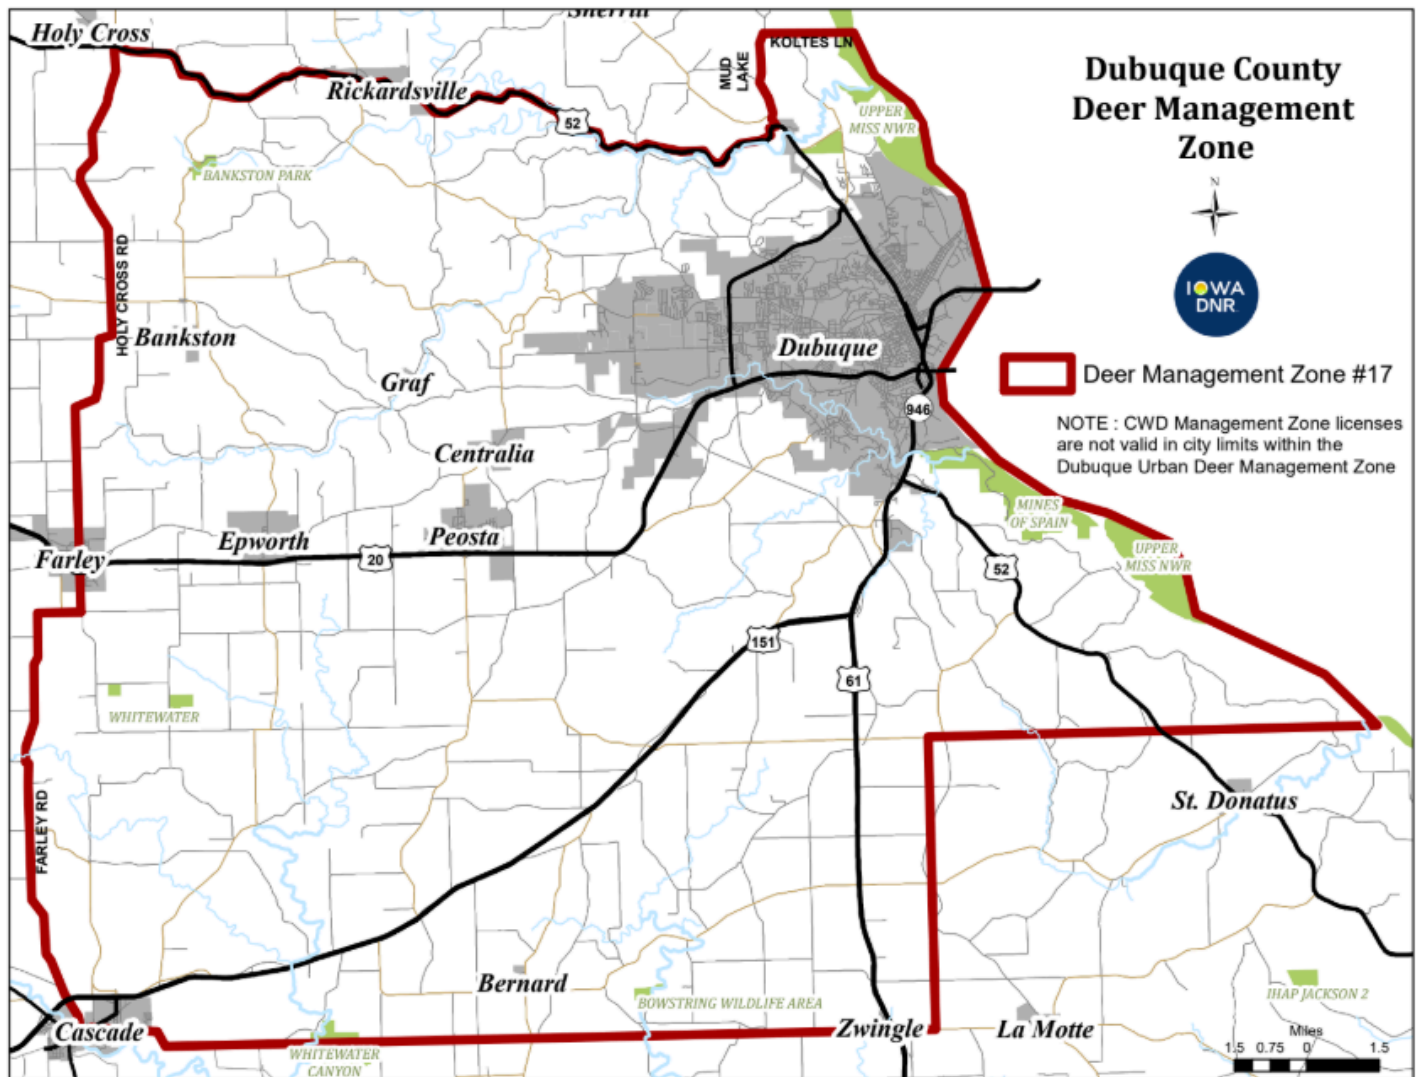 Sherrill
Holy Cross
KOLTES LN
MUD
LAKE
Dubuque County
Deer Management
Zone
Rickardsville
52
UPPER
MISS NWR
BANKSTON PARK
N
HOLY CROSS RD
IOWA
DNR
Bankston
Dubuque
Graf
Deer Management Zone #17
946
NOTE : CWD Management Zone licenses
are not valid in city limits within the
Dubuque Urban Deer Management Zone
Centralia
MINES
OF SPAIN
Epworth
Peosta
Farley
20
UPPER
MISS NWR
52
151
61
WHITEWATER
FARLEY RD
St. Donatus
Bernard
BOWSTRING WILDLIFE AREA
IHAP JACKSON 2
Cascade
Zwingle
La Motte
Miles
1.5 0.75 0 1.5
WHITEWATER
CANYON